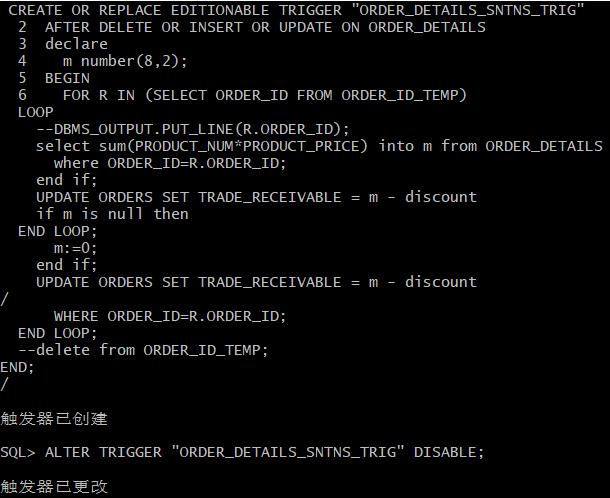 CREATE OR REPLACE EDITIONABLE TRIGGER "ORDER_DETAILS_SNTNS_TRIG"
  2  AFTER DELETE OR INSERT OR UPDATE ON ORDER_DETAILS
  3  declare
  4    m number(8,2);
  5  BEGIN
  6    FOR R IN (SELECT ORDER_ID FROM ORDER_ID_TEMP)
  LOOP
    --DBMS_OUTPUT.PUT_LINE(R.ORDER_ID);
    select sum(PRODUCT_NUM*PRODUCT_PRICE) into m from ORDER_DETAILS
      where ORDER_ID=R.ORDER_ID;
    end if;
    UPDATE ORDERS SET TRADE_RECEIVABLE = m - discount
    if m is null then
  END LOOP;
      m:=0;
    end if;
    UPDATE ORDERS SET TRADE_RECEIVABLE = m - discount
/
      WHERE ORDER_ID=R.ORDER_ID;
  END LOOP;
  --delete from ORDER_ID_TEMP;
END;
/
触发器已创建
SQL> ALTER TRIGGER "ORDER_DETAILS_SNTNS_TRIG" DISABLE;
触发器已更改